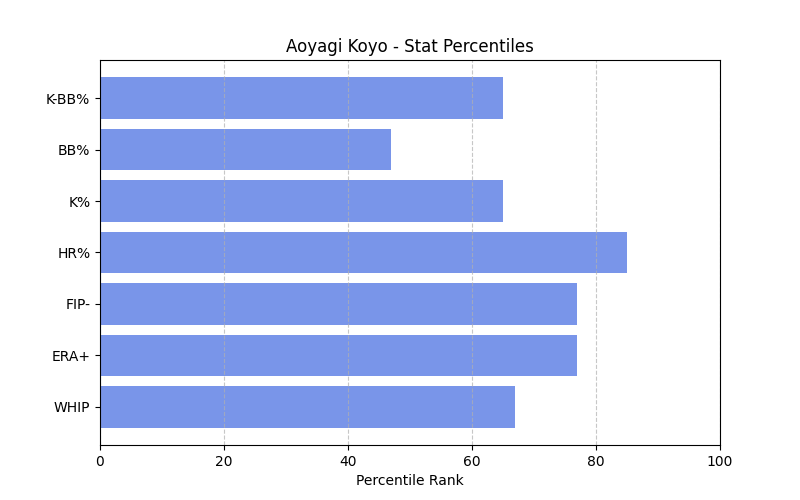 Aoyagi Koyo - Stat Percentiles
K-BB%
BB%
K%
HR%
FIP-
ERA+
WHIP
0 20 40 60 80 100
Percentile Rank